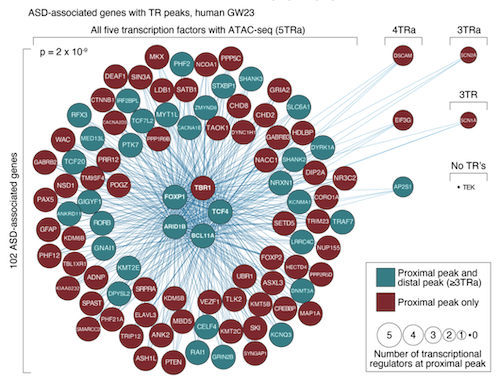 ASD-associated genes with TR peaks, human GW23
All five transcription factors with ATAC-seq (5TRa)
4TRa
3TRa
p = 2 x 10⁻⁹
102 ASD-associated genes
MKX
PHF2
NCOA1
PPP5C
DEAF1
SIN3A
STXBP1
SHANK3
LDB1
SATB1
GRIA2
CTNNB1
IRF2BPL
ZMYND8
CHD8
SLC6A1
RFX3
CACNA2D3
TCF7L2
MYT1L
CHD2
CACNA1E
TAOK1
DYNC1H1
WAC
MED13L
PTK7
PPP1R9B
GABRB3
HDLBP
DYRK1A
GABRB2
TCF20
PRR12
NACC1
SHANK2
DIP2A
NSD1
TM9SF4
POGZ
TBR1
NRXN1
NR3C2
PAX5
ANKRD11
GIGYF1
FOXP1
TCF4
KCNMA1
CORO1A
GFAP
RORB
ARID1B
BCL11A
SETD5
TRIM23
TRAF7
KDM6B
GNAI1
LRRC4C
NUP155
PHF12
TBL1XR1
KMT2E
FOXP2
HECTD4
PPP2R5D
KIAA0232
ADNP
DPYSL2
SRPRA
UBR1
ASXL3
DNMT3A
SPAST
KDM5B
VEZF1
TLK2
KMT5B
CREBBP
MAP1A
SMARCC2
PHF21A
ELAVL3
MBD5
CELF4
KMT2C
SKI
KCNQ3
TRIP12
ANK2
ASH1L
PTEN
RAI1
GRIN2B
SYNGAP1
DSCAM
SCN2A
3TR
EIF3G
SCN1A
No TR's
AP2S1
• TEK
Proximal peak and
distal peak (≥3TRa)
Proximal peak only
5 4 3 2 1 •0
Number of transcriptional
regulators at proximal peak